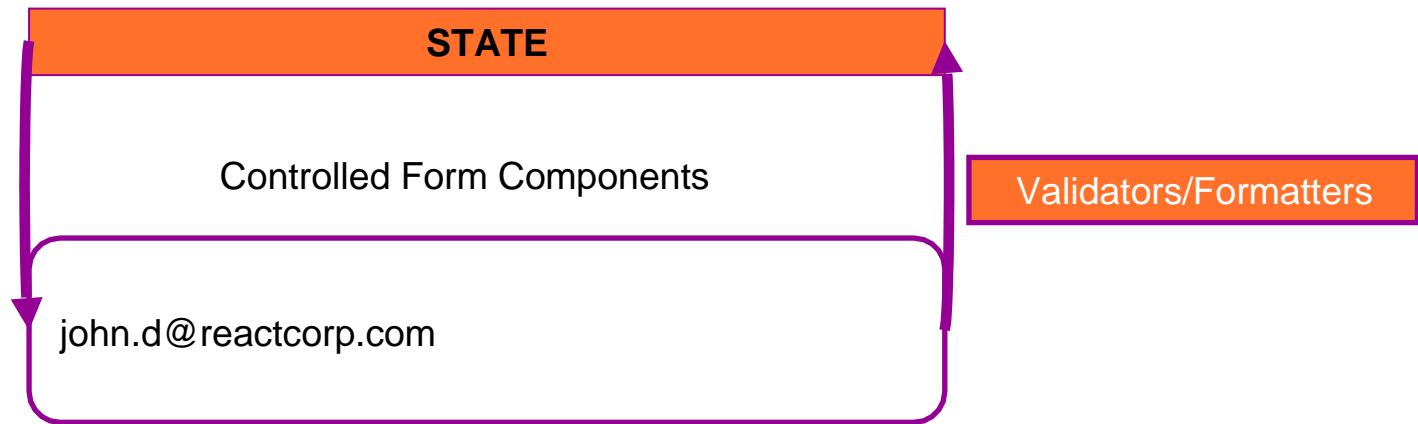 STATE
Controlled Form Components
Validators/Formatters
john.d@reactcorp.com